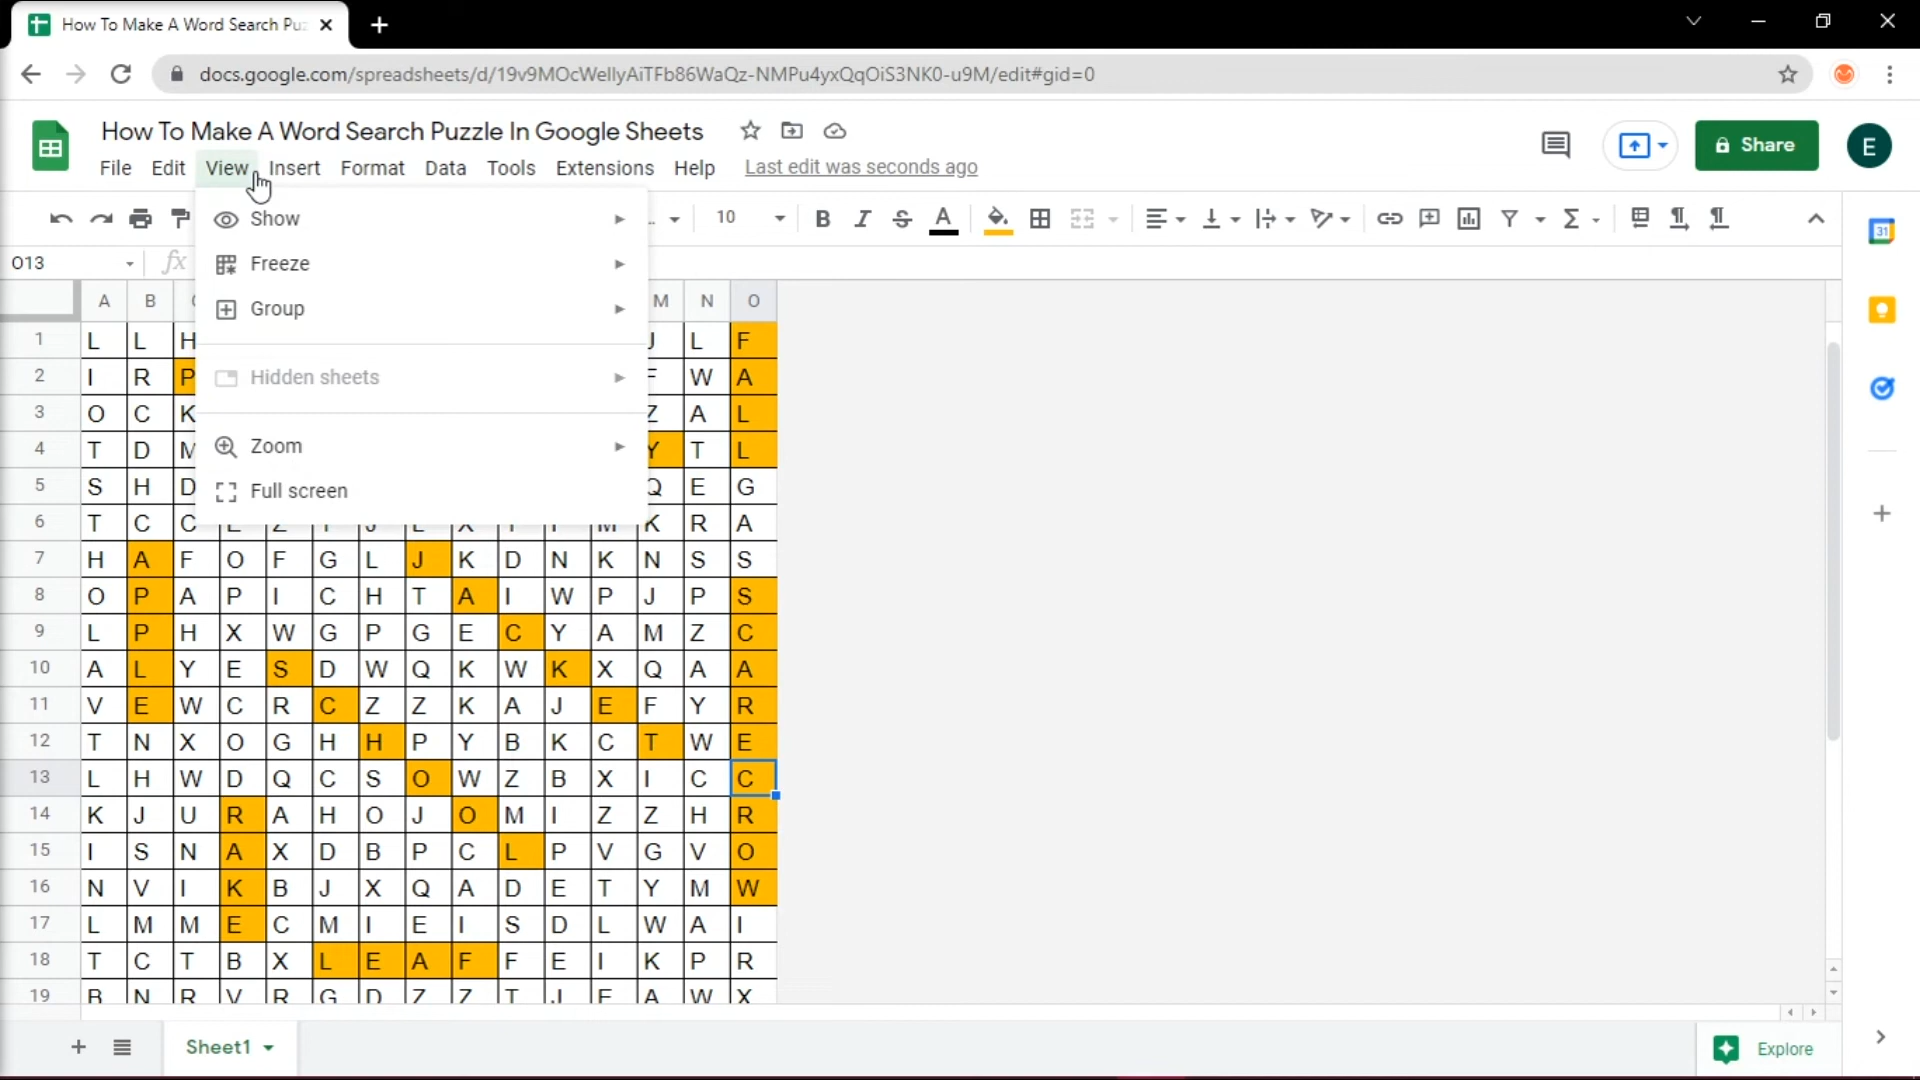 How To Make A Word Search Puz
docs.google.com/spreadsheets/d/19v9MOcWellyAiTFb86WaQz-NMPu4yxQqOiS3NK0-u9M/edit#gid=0
How To Make A Word Search Puzzle In Google Sheets
File Edit View Insert Format Data Tools Extensions Help Last edit was seconds ago
Share
E
10 B I S A
31
O13 fx
Show
Freeze
Group
Hidden sheets
Zoom
Full screen
A B M N O
1 L L H J L F
2 I R P F W A
3 O C K Z A L
4 T D M Y T L
5 S H D Q E G
6 T C C E Z T J E X T F M K R A
7 H A F O F G L J K D N K N S S
8 O P A P I C H T A I W P J P S
9 L P H X W G P G E C Y A M Z C
10 A L Y E S D W Q K W K X Q A A
11 V E W C R C Z Z K A J E F Y R
12 T N X O G H H P Y B K C T W E
13 L H W D Q C S O W Z B X I C C
14 K J U R A H O J O M I Z Z H R
15 I S N A X D B P C L P V G V O
16 N V I K B J X Q A D E T Y M W
17 L M M E C M I E I S D L W A I
18 T C T B X L E A F F E I K P R
19 B N R V R G D Z Z T J F A W X
Sheet1
Explore